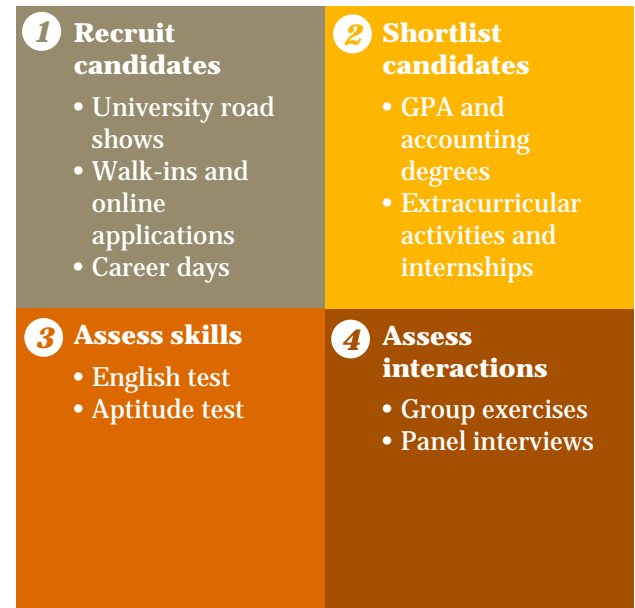 1 Recruit
candidates
• University road
shows
• Walk-ins and
online
applications
• Career days
2 Shortlist
candidates
• GPA and
accounting
degrees
• Extracurricular
activities and
internships
3 Assess skills
• English test
• Aptitude test
4 Assess
interactions
• Group exercises
• Panel interviews